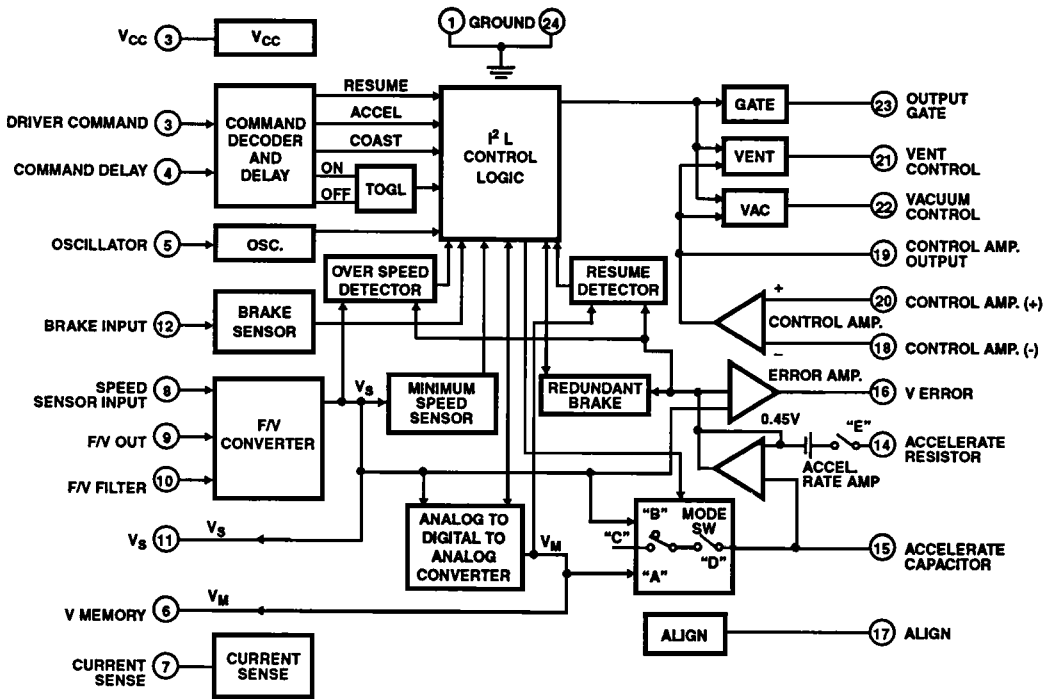 1 GROUND 24
VCC 3
VCC
DRIVER COMMAND 3
COMMAND DELAY 4
COMMAND
DECODER
AND
DELAY
RESUME
ACCEL
COAST
ON
OFF
TOGL
I2 L
CONTROL
LOGIC
GATE
23 OUTPUT
GATE
VENT
21 VENT
CONTROL
VAC
22 VACUUM
CONTROL
OSCILLATOR 5
OSC.
19 CONTROL AMP.
OUTPUT
OVER SPEED
DETECTOR
RESUME
DETECTOR
+
20 CONTROL AMP. (+)
CONTROL AMP.
18 CONTROL AMP. (-)
–
BRAKE INPUT 12
BRAKE
SENSOR
SPEED
SENSOR INPUT 8
F/V OUT 9
F/V FILTER 10
F/V
CONVERTER
VS
MINIMUM
SPEED
SENSOR
REDUNDANT
BRAKE
ERROR AMP.
16 V ERROR
0.45V
"E"
14 ACCELERATE
RESISTOR
ACCEL.
RATE AMP
VS 11
VS
ANALOG TO
DIGITAL TO
ANALOG
CONVERTER
VM
"B" MODE
SW
"C"
"D"
"A"
15 ACCELERATE
CAPACITOR
V MEMORY 6
VM
ALIGN
17 ALIGN
CURRENT
SENSE 7
CURRENT
SENSE